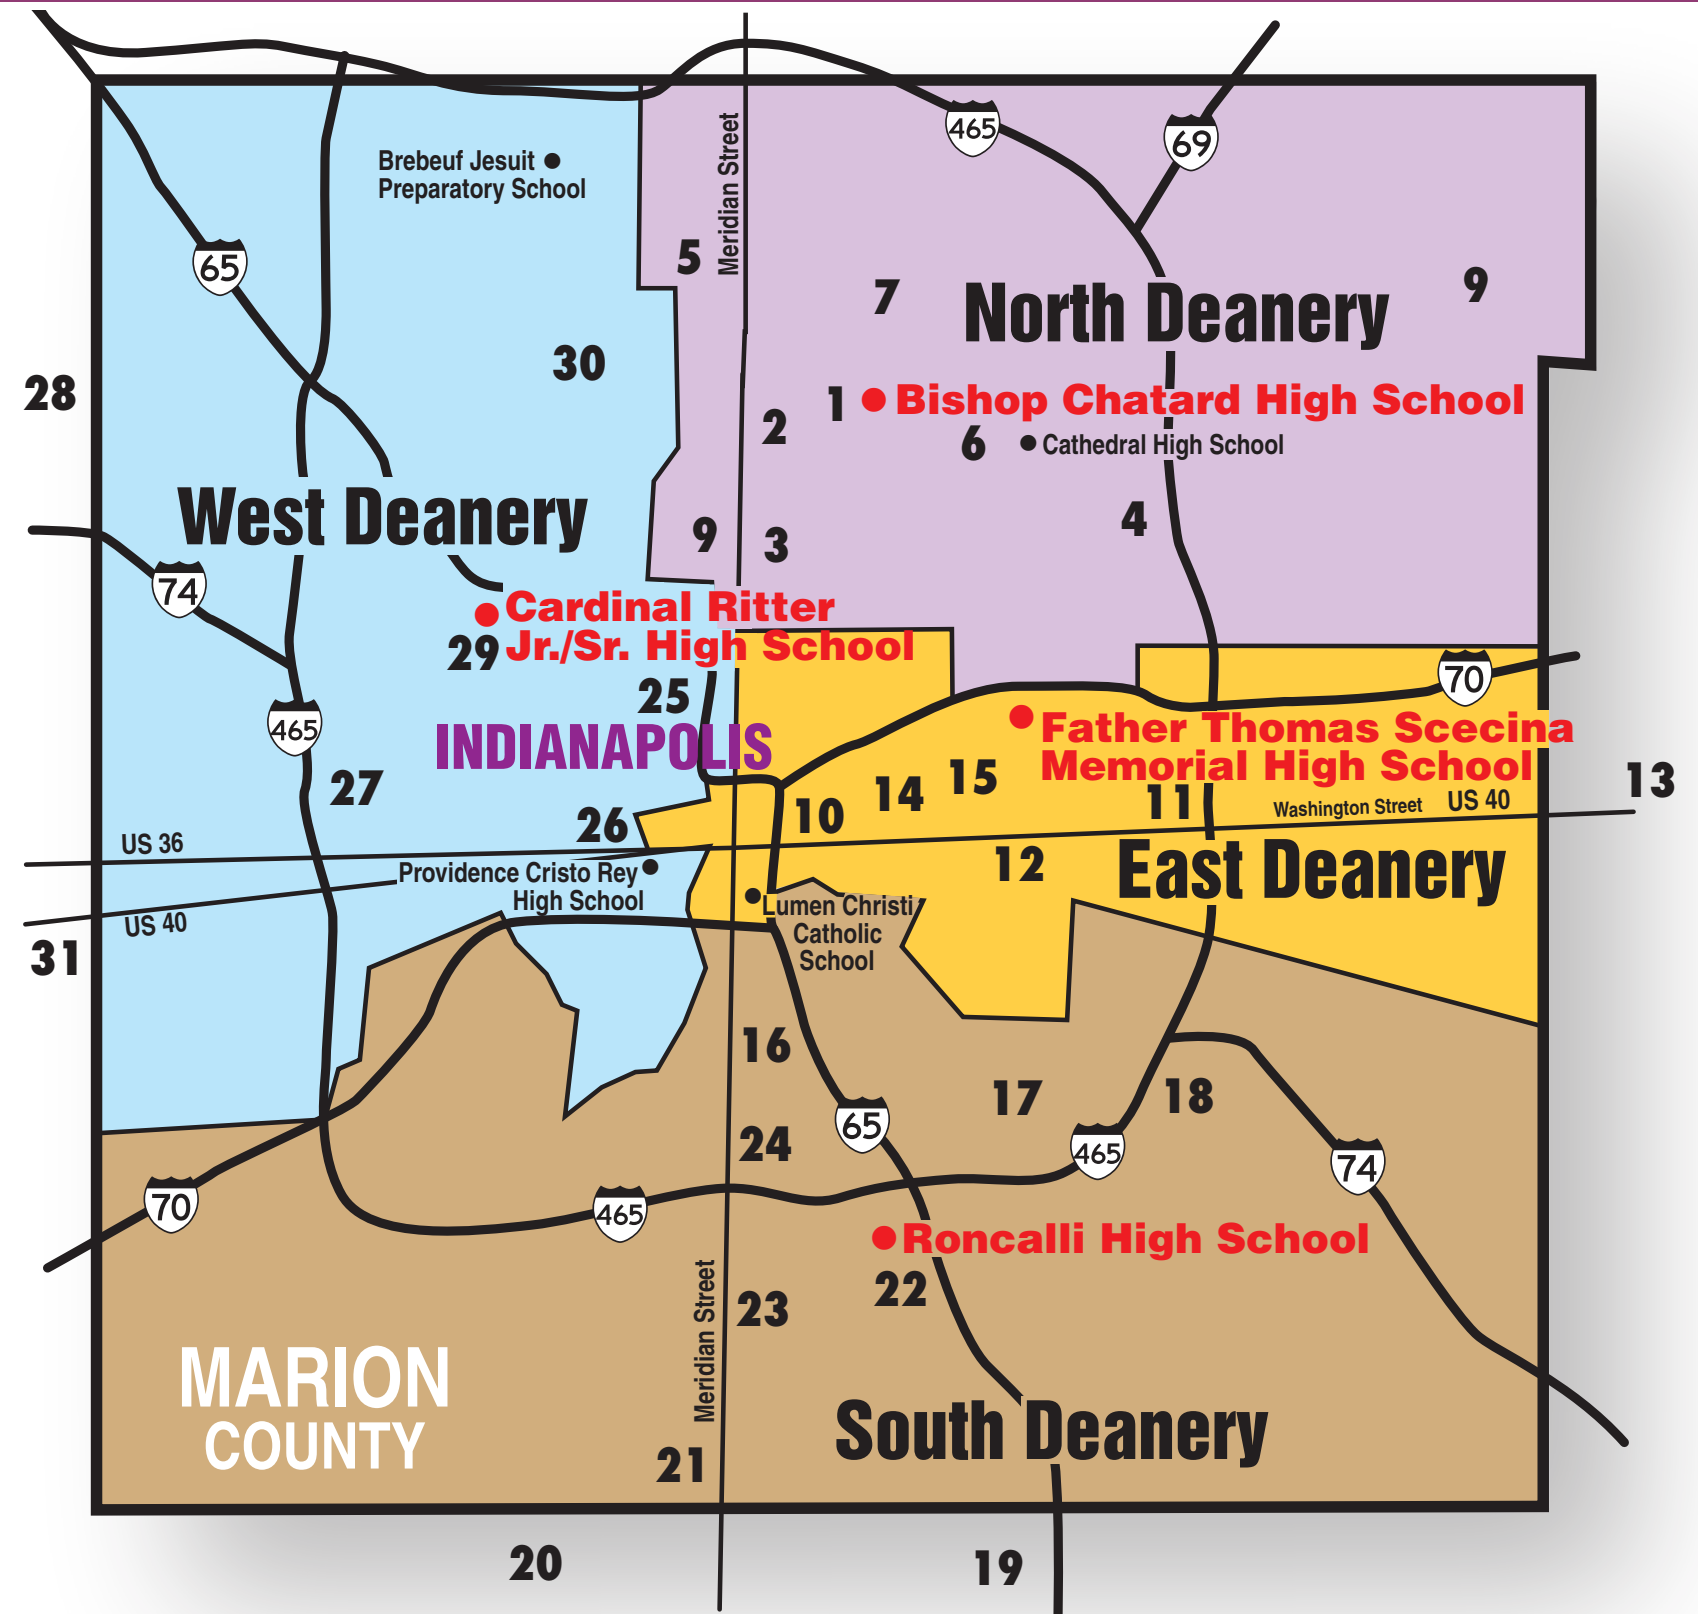 Meridian Street
465
69
Brebeuf Jesuit
Preparatory School
65
5
7
9
North Deanery
30
28
1
Bishop Chatard High School
2
6
Cathedral High School
West Deanery
9
3
4
74
Cardinal Ritter
29
Jr./Sr. High School
25
70
465
INDIANAPOLIS
Father Thomas Scecina
Memorial High School
27
14
15
13
10
11
Washington Street
US 40
26
US 36
12
East Deanery
Providence Cristo Rey
High School
US 40
Lumen Christi
Catholic
School
31
16
17
18
65
24
465
74
70
465
Roncalli High School
22
Meridian Street
23
MARION
COUNTY
South Deanery
21
20
19